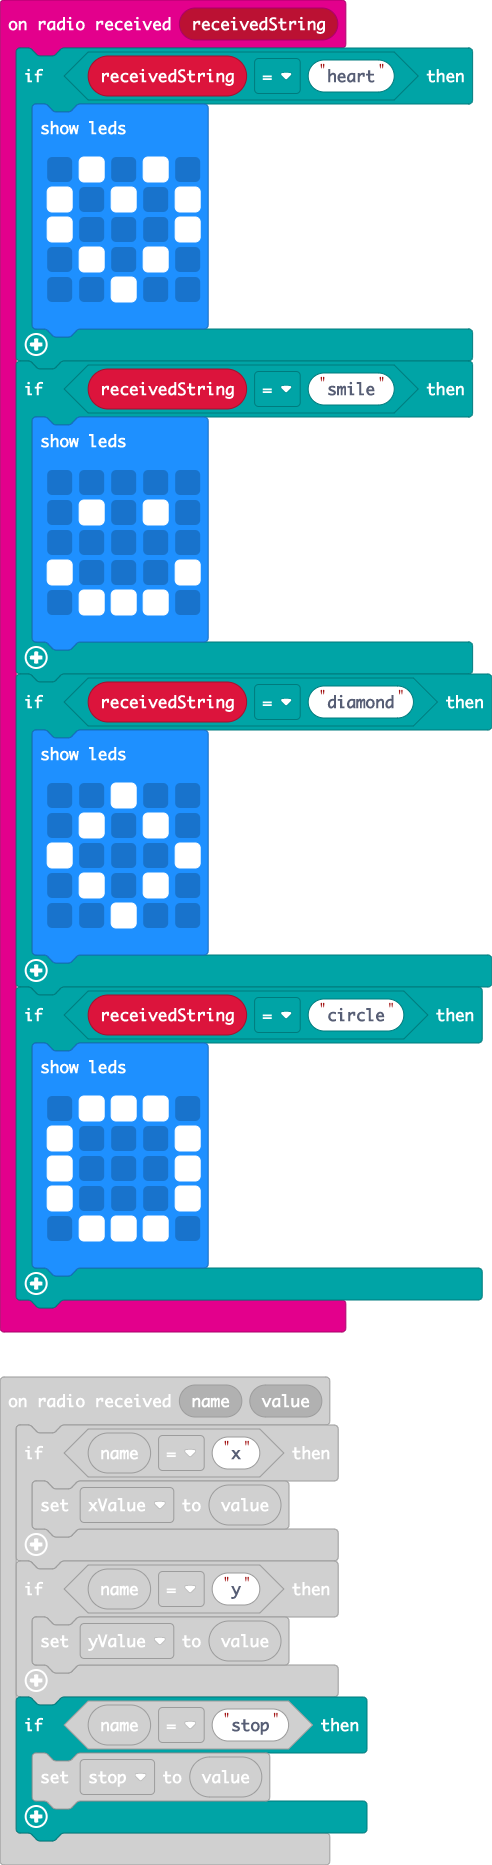 on radio received receivedString
if receivedString = "heart" then
show leds
if receivedString = "smile" then
show leds
if receivedString = "diamond" then
show leds
if receivedString = "circle" then
show leds
on radio received name value
if name = "x" then
set xValue to value
if name = "y" then
set yValue to value
if name = "stop" then
set stop to value